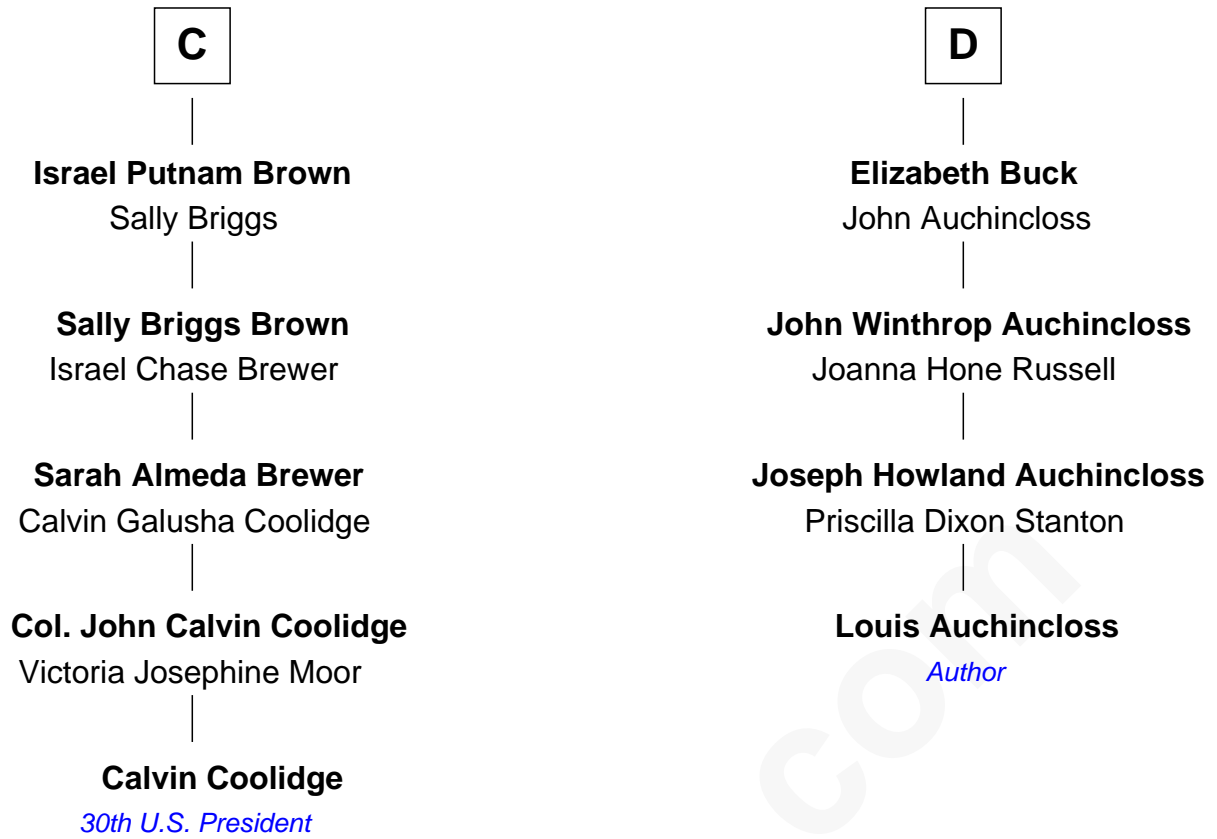 C
Israel Putnam Brown
Sally Briggs
Sally Briggs Brown
Israel Chase Brewer
Sarah Almeda Brewer
Calvin Galusha Coolidge
Col. John Calvin Coolidge
Victoria Josephine Moor
Calvin Coolidge
30th U.S. President
D
Elizabeth Buck
John Auchincloss
John Winthrop Auchincloss
Joanna Hone Russell
Joseph Howland Auchincloss
Priscilla Dixon Stanton
Louis Auchincloss
Author
com